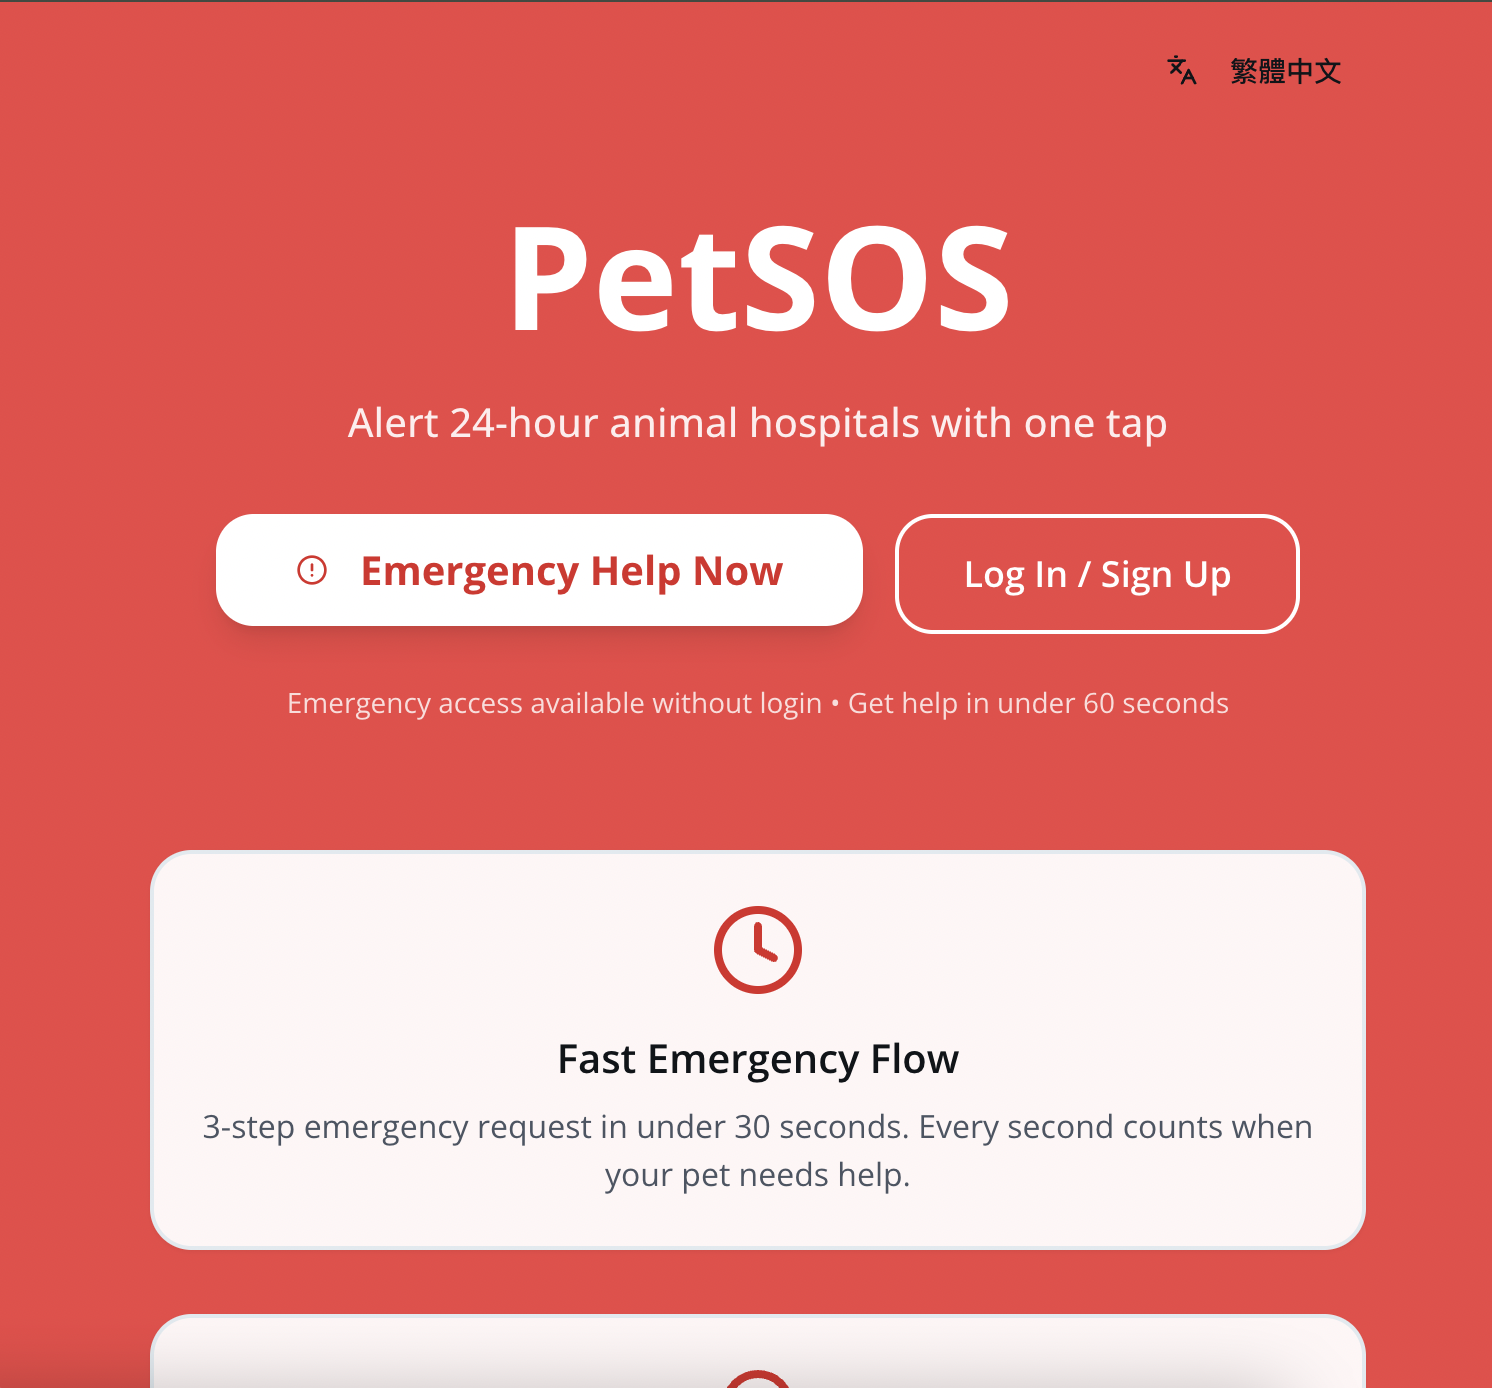 繁體中文
PetSOS
Alert 24-hour animal hospitals with one tap
Emergency Help Now
Log In / Sign Up
Emergency access available without login • Get help in under 60 seconds
Fast Emergency Flow
3-step emergency request in under 30 seconds. Every second counts when
your pet needs help.